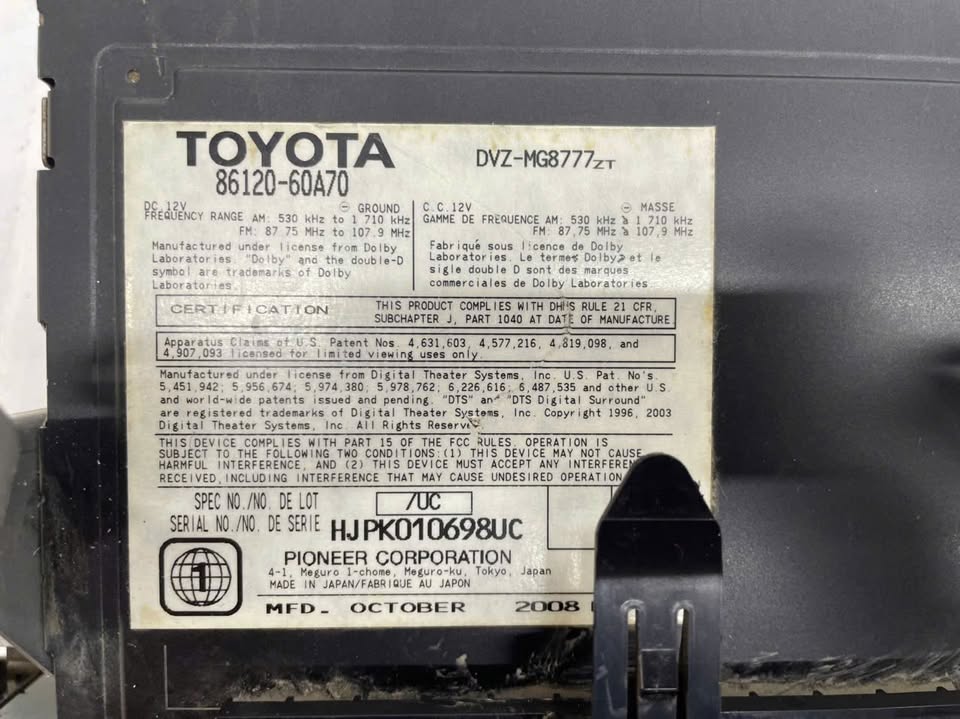 TOYOTA
86120-60A70
DVZ-MG8777ZT
DC 12V ⊖ GROUND
FREQUENCY RANGE AM: 530 kHz to 1 710 kHz
FM: 87 75 MHz to 107.9 MHz
Manufactured under license from Dolby
Laboratories. "Dolby" and the double-D
symbol are trademarks of Dolby
Laboratories.
C.C.12V ⊖ MASSE
GAMME DE FRÉQUENCE AM: 530 kHz à 1 710 kHz
FM: 87,75 MHz à 107,9 MHz
Fabriqué sous licence de Dolby
Laboratories. Le termes Dolby et le
sigle double D sont des marques
commerciales de Dolby Laboratories
CERTIFICATION
THIS PRODUCT COMPLIES WITH DHHS RULE 21 CFR,
SUBCHAPTER J, PART 1040 AT DATE OF MANUFACTURE
Apparatus Claims of U.S. Patent Nos. 4,631,603, 4,577,216, 4,819,098, and
4,907,093 licensed for limited viewing uses only.
Manufactured under license from Digital Theater Systems, Inc. U.S. Pat. No's.
5,451,942; 5,956,674; 5,974,380; 5,978,762; 6,226,616; 6,487,535 and other U.S.
and world-wide patents issued and pending. "DTS" an "DTS Digital Surround"
are registered trademarks of Digital Theater Systems, Inc. Copyright 1996, 2003
Digital Theater Systems, Inc. All Rights Reserve
THIS DEVICE COMPLIES WITH PART 15 OF THE FCC RULES. OPERATION IS
SUBJECT TO THE FOLLOWING TWO CONDITIONS:(1) THIS DEVICE MAY NOT CAUSE
HARMFUL INTERFERENCE, AND (2) THIS DEVICE MUST ACCEPT ANY INTERFEREN
RECEIVED,INCLUDING INTERFERENCE THAT MAY CAUSE UNDESIRED OPERATION
SPEC NO./NO. DE LOT /UC
SERIAL NO./NO. DE SERIE HJPK010698UC
1
PIONEER CORPORATION
4-1, Meguro 1-chome, Meguro-ku, Tokyo, Japan
MADE IN JAPAN/FABRIQUÉ AU JAPON
MFD- OCTOBER 2008